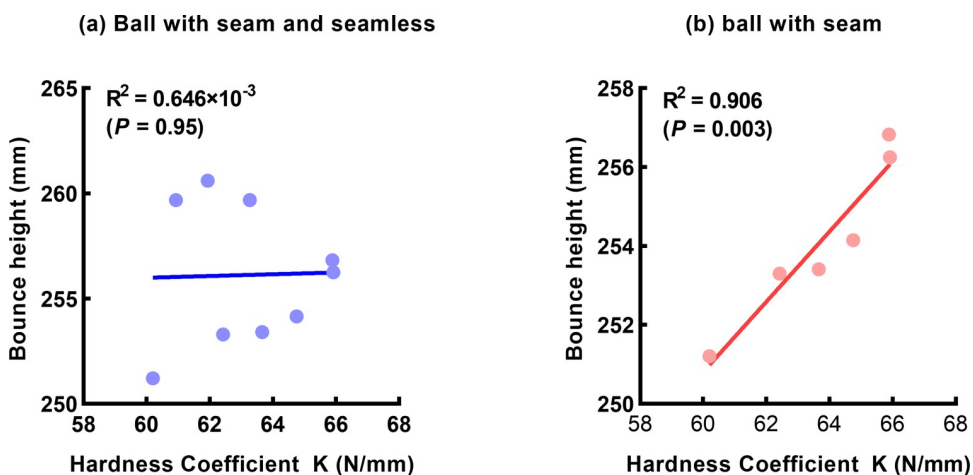 (a) Ball with seam and seamless
R² = 0.646×10⁻³
(P = 0.95)
265
260
255
250
58 60 62 64 66 68
Bounce height (mm)
Hardness Coefficient K (N/mm)
(b) ball with seam
R² = 0.906
(P = 0.003)
258
256
254
252
250
58 60 62 64 66 68
Bounce height (mm)
Hardness Coefficient K (N/mm)